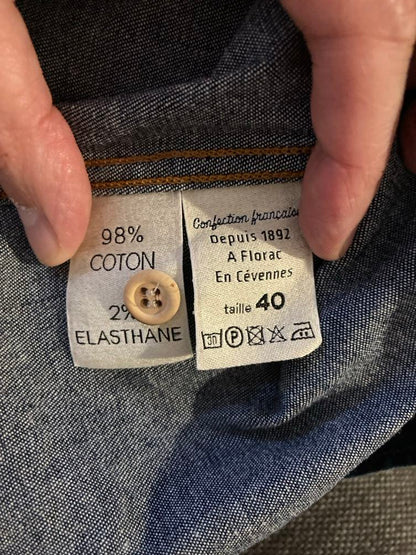 98%
COTON
2%
ELASTHANE
Confection française
Depuis 1892
A Florac
En Cévennes
taille 40